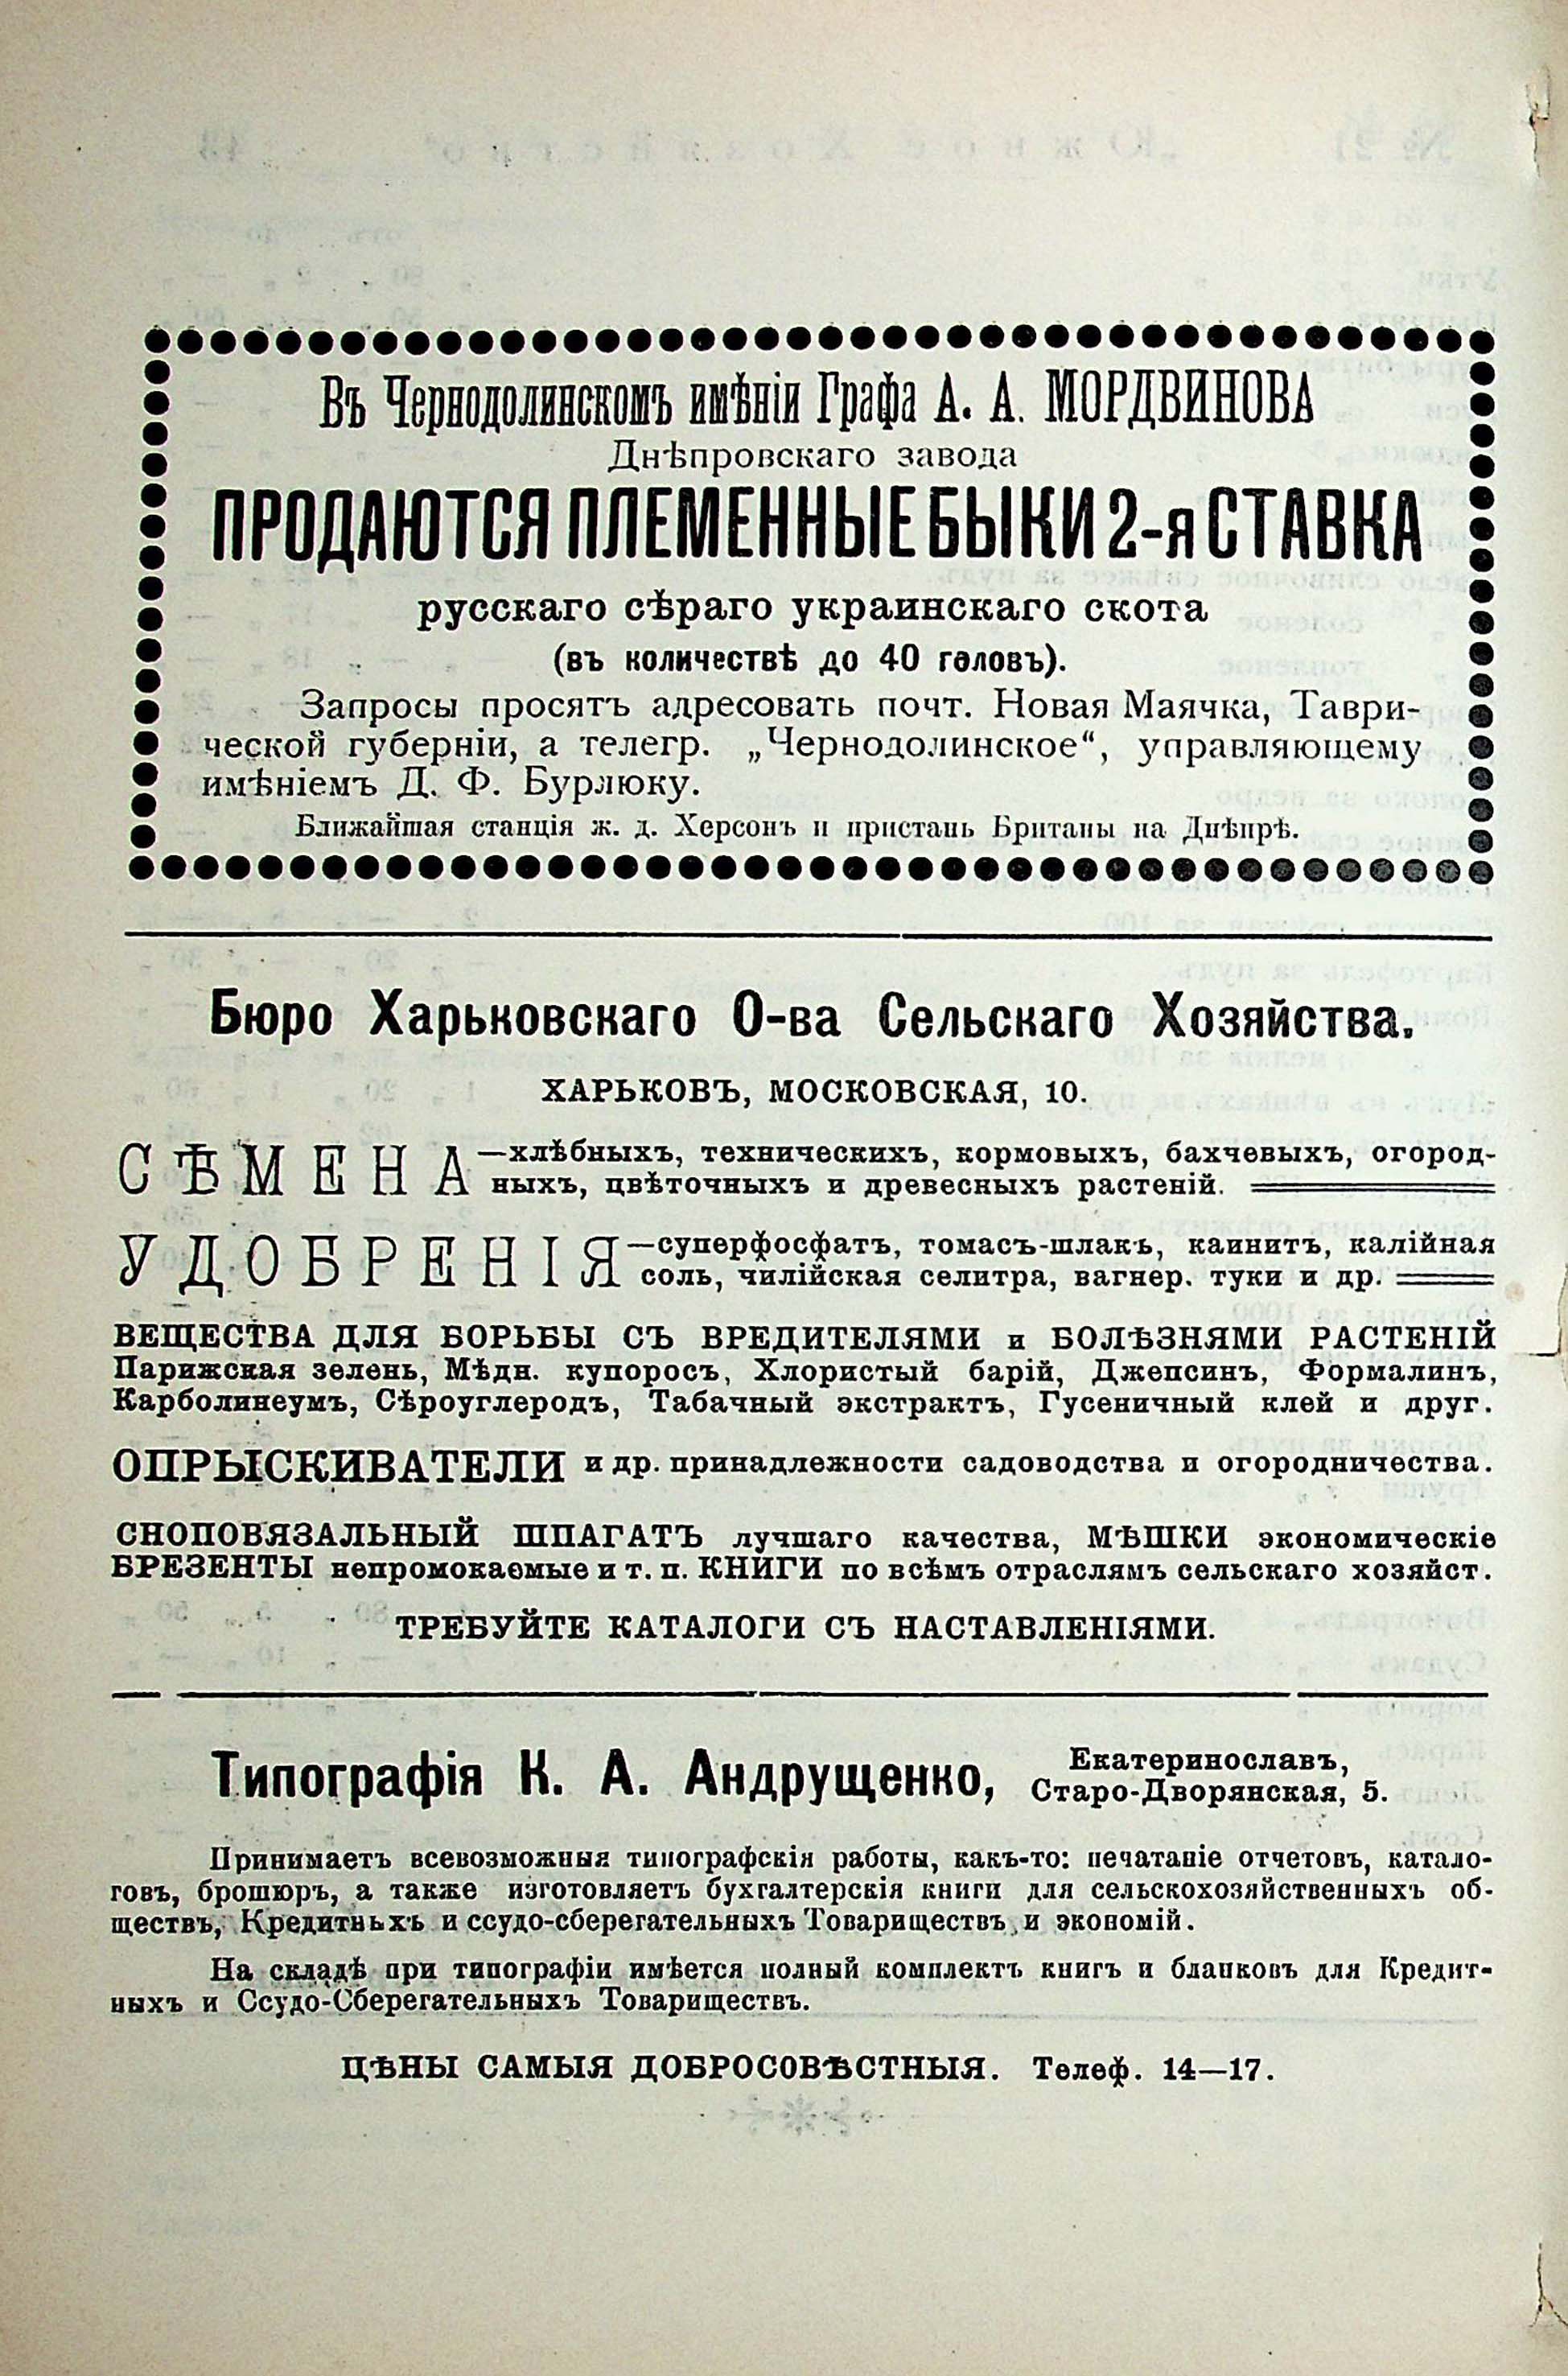 Въ Чернодолинскомъ имѣніи Графа А. А. МОРДВИНОВА
Днѣпровскаго завода
ПРОДАЮТСЯ ПЛЕМЕННЫЕ БЫКИ 2-я СТАВКА
русскаго сѣраго украинскаго скота
(въ количествѣ до 40 головъ).
Запросы просятъ адресовать почт. Новая Маячка, Таври-
ческой губерніи, а телегр. „Чернодолинское“, управляющему
имѣніемъ Д. Ф. Бурлюку.
Ближайшая станція ж. д. Херсонъ и пристань Британы на Днѣпрѣ.
Бюро Харьковскаго О-ва Сельскаго Хозяйства.
ХАРЬКОВЪ, МОСКОВСКАЯ, 10.
СѢМЕНА—хлѣбныхъ, техническихъ, кормовыхъ, бахчевыхъ, огород-
ныхъ, цвѣточныхъ и древесныхъ растеній.
УДОБРЕНІЯ—суперфосфатъ, томасъ-шлакъ, каинитъ, калійная
соль, чилійская селитра, вагнер. туки и др.
ВЕЩЕСТВА ДЛЯ БОРЬБЫ СЪ ВРЕДИТЕЛЯМИ и БОЛѢЗНЯМИ РАСТЕНІЙ
Парижская зелень, Мѣдн. купоросъ, Хлористый барій, Джепсинъ, Формалинъ,
Карболинеумъ, Сѣроуглеродъ, Табачный экстрактъ, Гусеничный клей и друг.
ОПРЫСКИВАТЕЛИ и др. принадлежности садоводства и огородничества.
СНОПОВЯЗАЛЬНЫЙ ШПАГАТЪ лучшаго качества, МѢШКИ экономическіе
БРЕЗЕНТЫ непромокаемые и т. п. КНИГИ по всѣмъ отраслямъ сельскаго хозяйст.
ТРЕБУЙТЕ КАТАЛОГИ СЪ НАСТАВЛЕНІЯМИ.
Типографія К. А. Андрущенко,
Екатеринославъ,
Старо-Дворянская, 5.
Принимаетъ всевозможныя типографскія работы, какъ-то: печатаніе отчетовъ, катало-
говъ, брошюръ, а также изготовляетъ бухгалтерскія книги для сельскохозяйственныхъ об-
ществъ, Кредитныхъ и ссудо-сберегательныхъ Товариществъ и экономій.
На складѣ при типографіи имѣется полный комплектъ книгъ и бланковъ для Кредит-
ныхъ и Ссудо-Сберегательныхъ Товариществъ.
ЦѢНЫ САМЫЯ ДОБРОСОВѢСТНЫЯ. Телеф. 14—17.